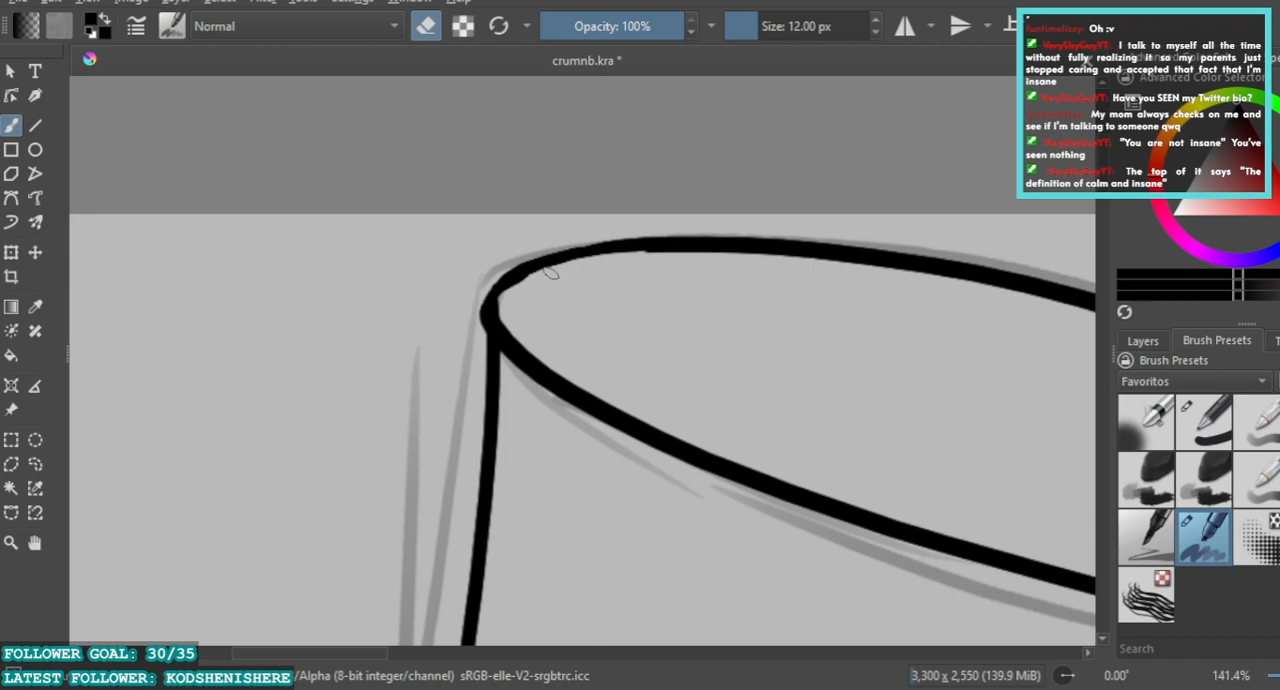 Normal
Opacity: 100%
Size: 12.00 px
crumnb.kra *
Oh :v
I talk to myself all the time
without fully realizing it so my parents just
stopped caring and accepted that fact that I'm
insane
Have you SEEN my Twitter bio?
My mom always checks on me and
see if I'm talking to someone qwq
"You are not insane" You've
seen nothing
The top of it says "The
definition of calm and insane"
Advanced Color Selector
Layers
Brush Presets
Brush Presets
Favoritos
Search
FOLLOWER GOAL: 30/35
LATEST FOLLOWER: KODSHENISHERE
/Alpha (8-bit integer/channel) sRGB-elle-V2-srgbtrc.icc
3,300 x 2,550 (139.9 MiB)
0.00°
141.4%